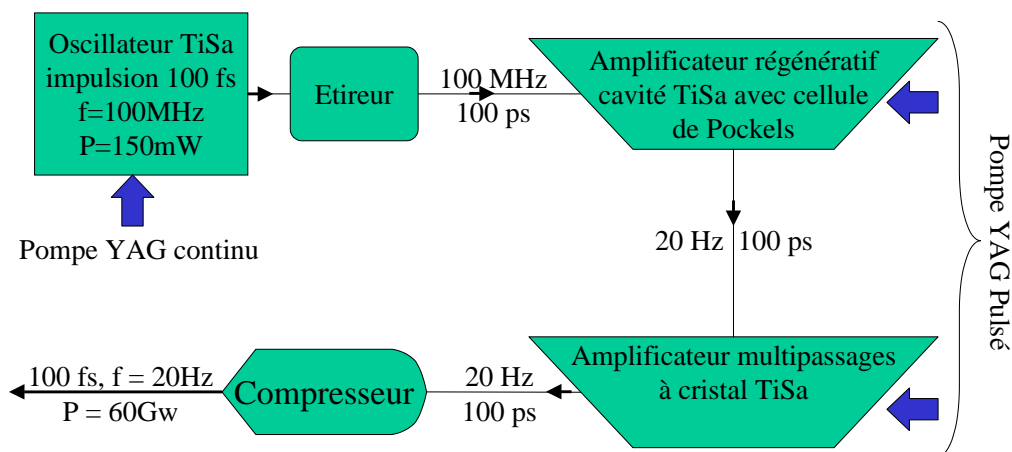 Oscillateur TiSa
impulsion 100 fs
f=100MHz
P=150mW
Pompe YAG continu
Etireur
100 MHz
100 ps
Amplificateur régénératif
cavité TiSa avec cellule
de Pockels
Pompe YAG Pulsé
20 Hz 100 ps
Amplificateur multipassages
à cristal TiSa
20 Hz
100 ps
Compresseur
100 fs, f = 20Hz
P = 60Gw